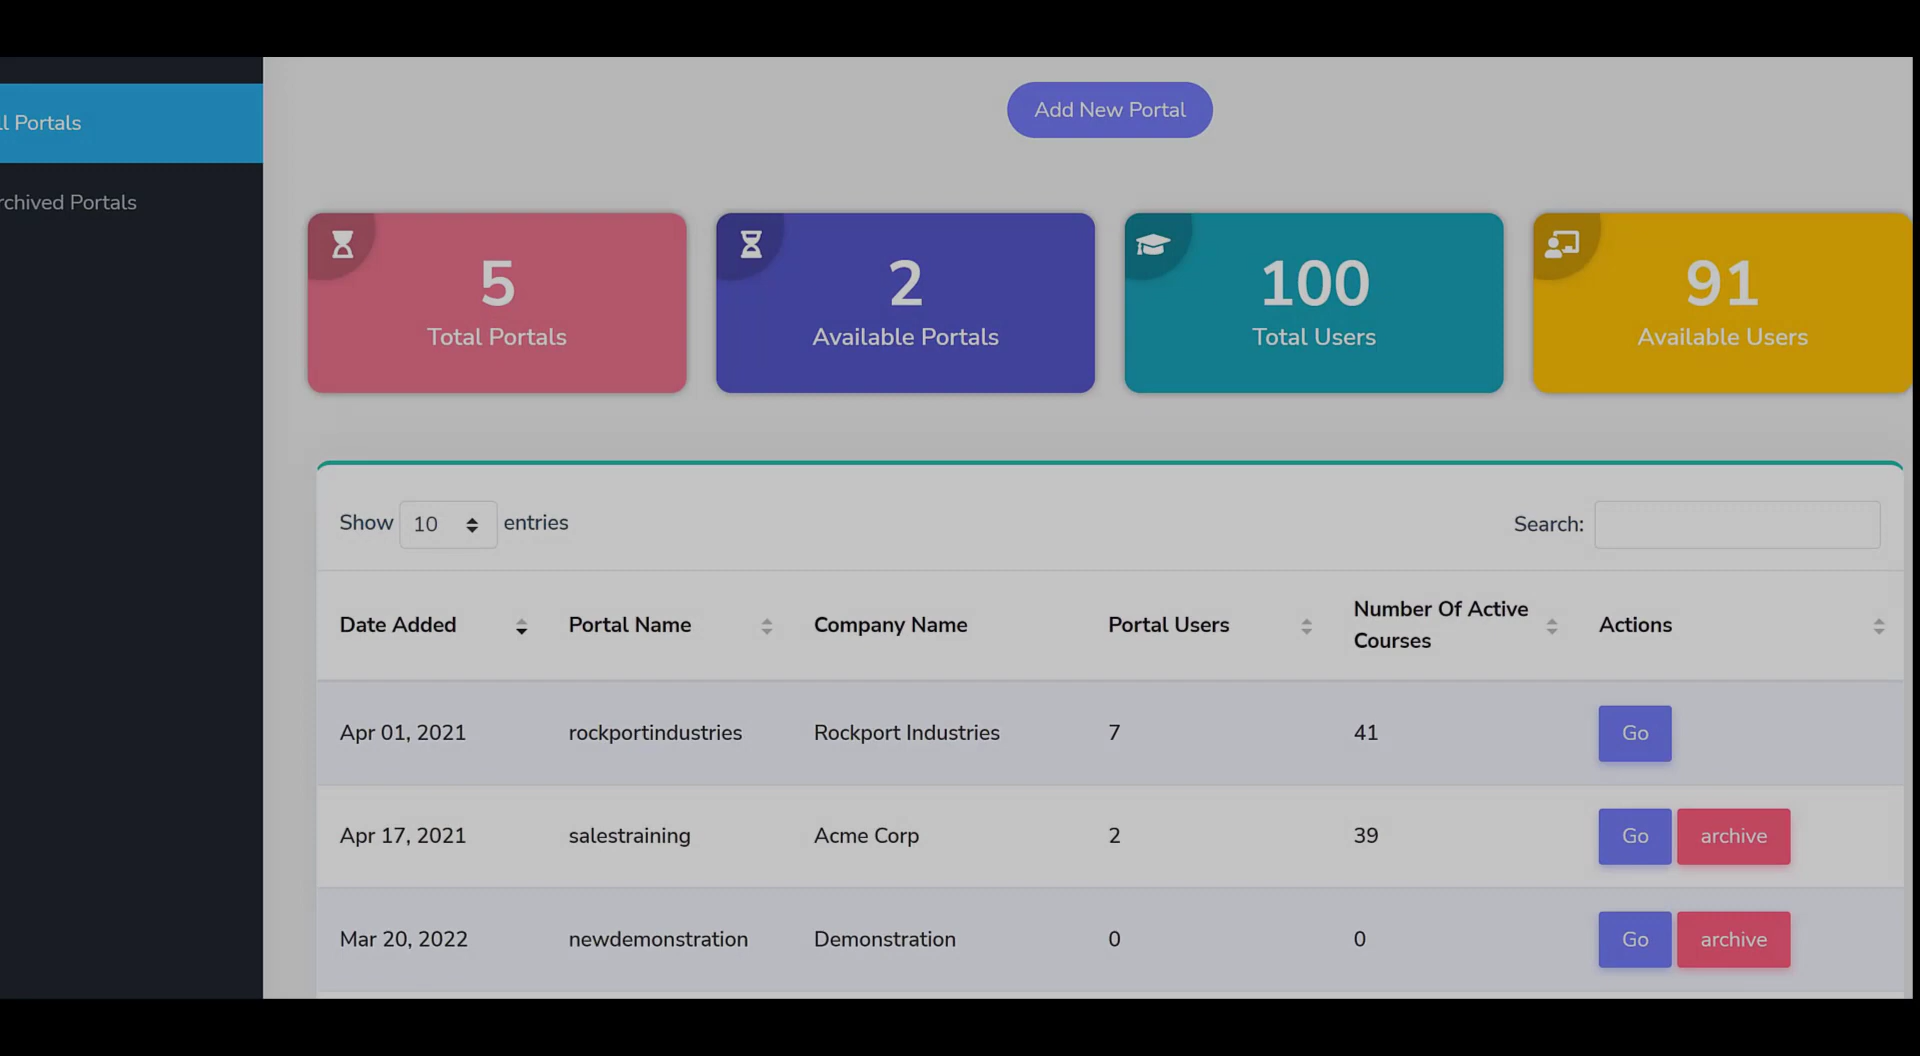 Add New Portal
ll Portals
rchived Portals
5
Total Portals
2
Available Portals
100
Total Users
91
Available Users
Show 10 entries
Search:
Date Added Portal Name Company Name Portal Users Number Of Active Courses Actions
Apr 01, 2021 rockportindustries Rockport Industries 7 41 Go
Apr 17, 2021 salestraining Acme Corp 2 39 Go archive
Mar 20, 2022 newdemonstration Demonstration 0 0 Go archive